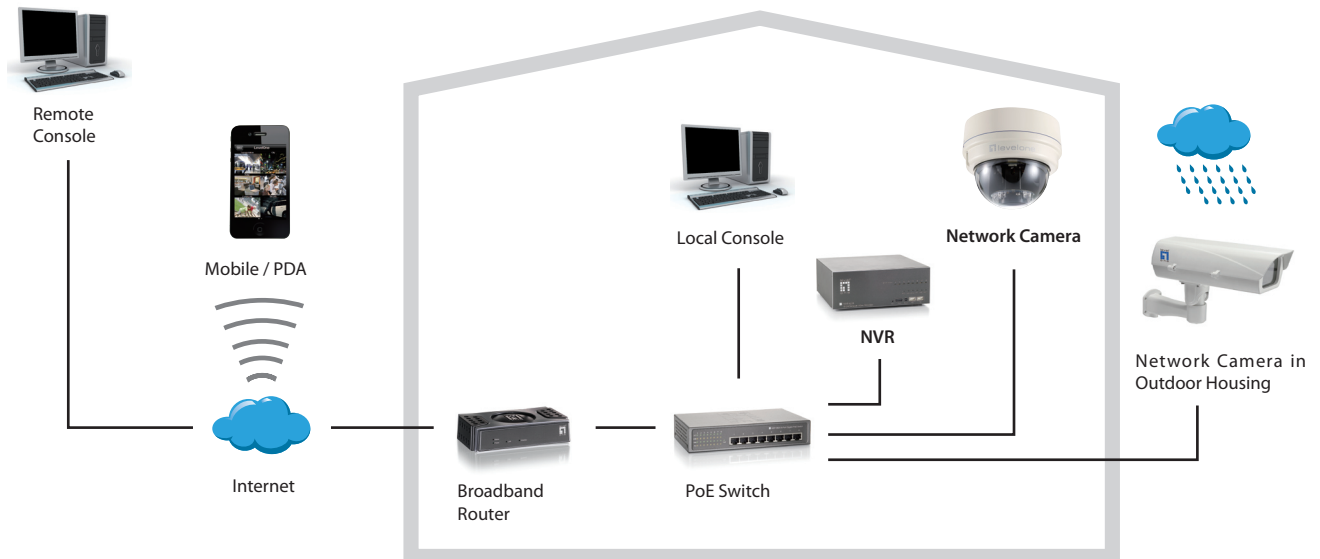 Remote
Console
Mobile / PDA
Internet
Broadband
Router
PoE Switch
Local Console
NVR
Network Camera
levelone
Network Camera in
Outdoor Housing